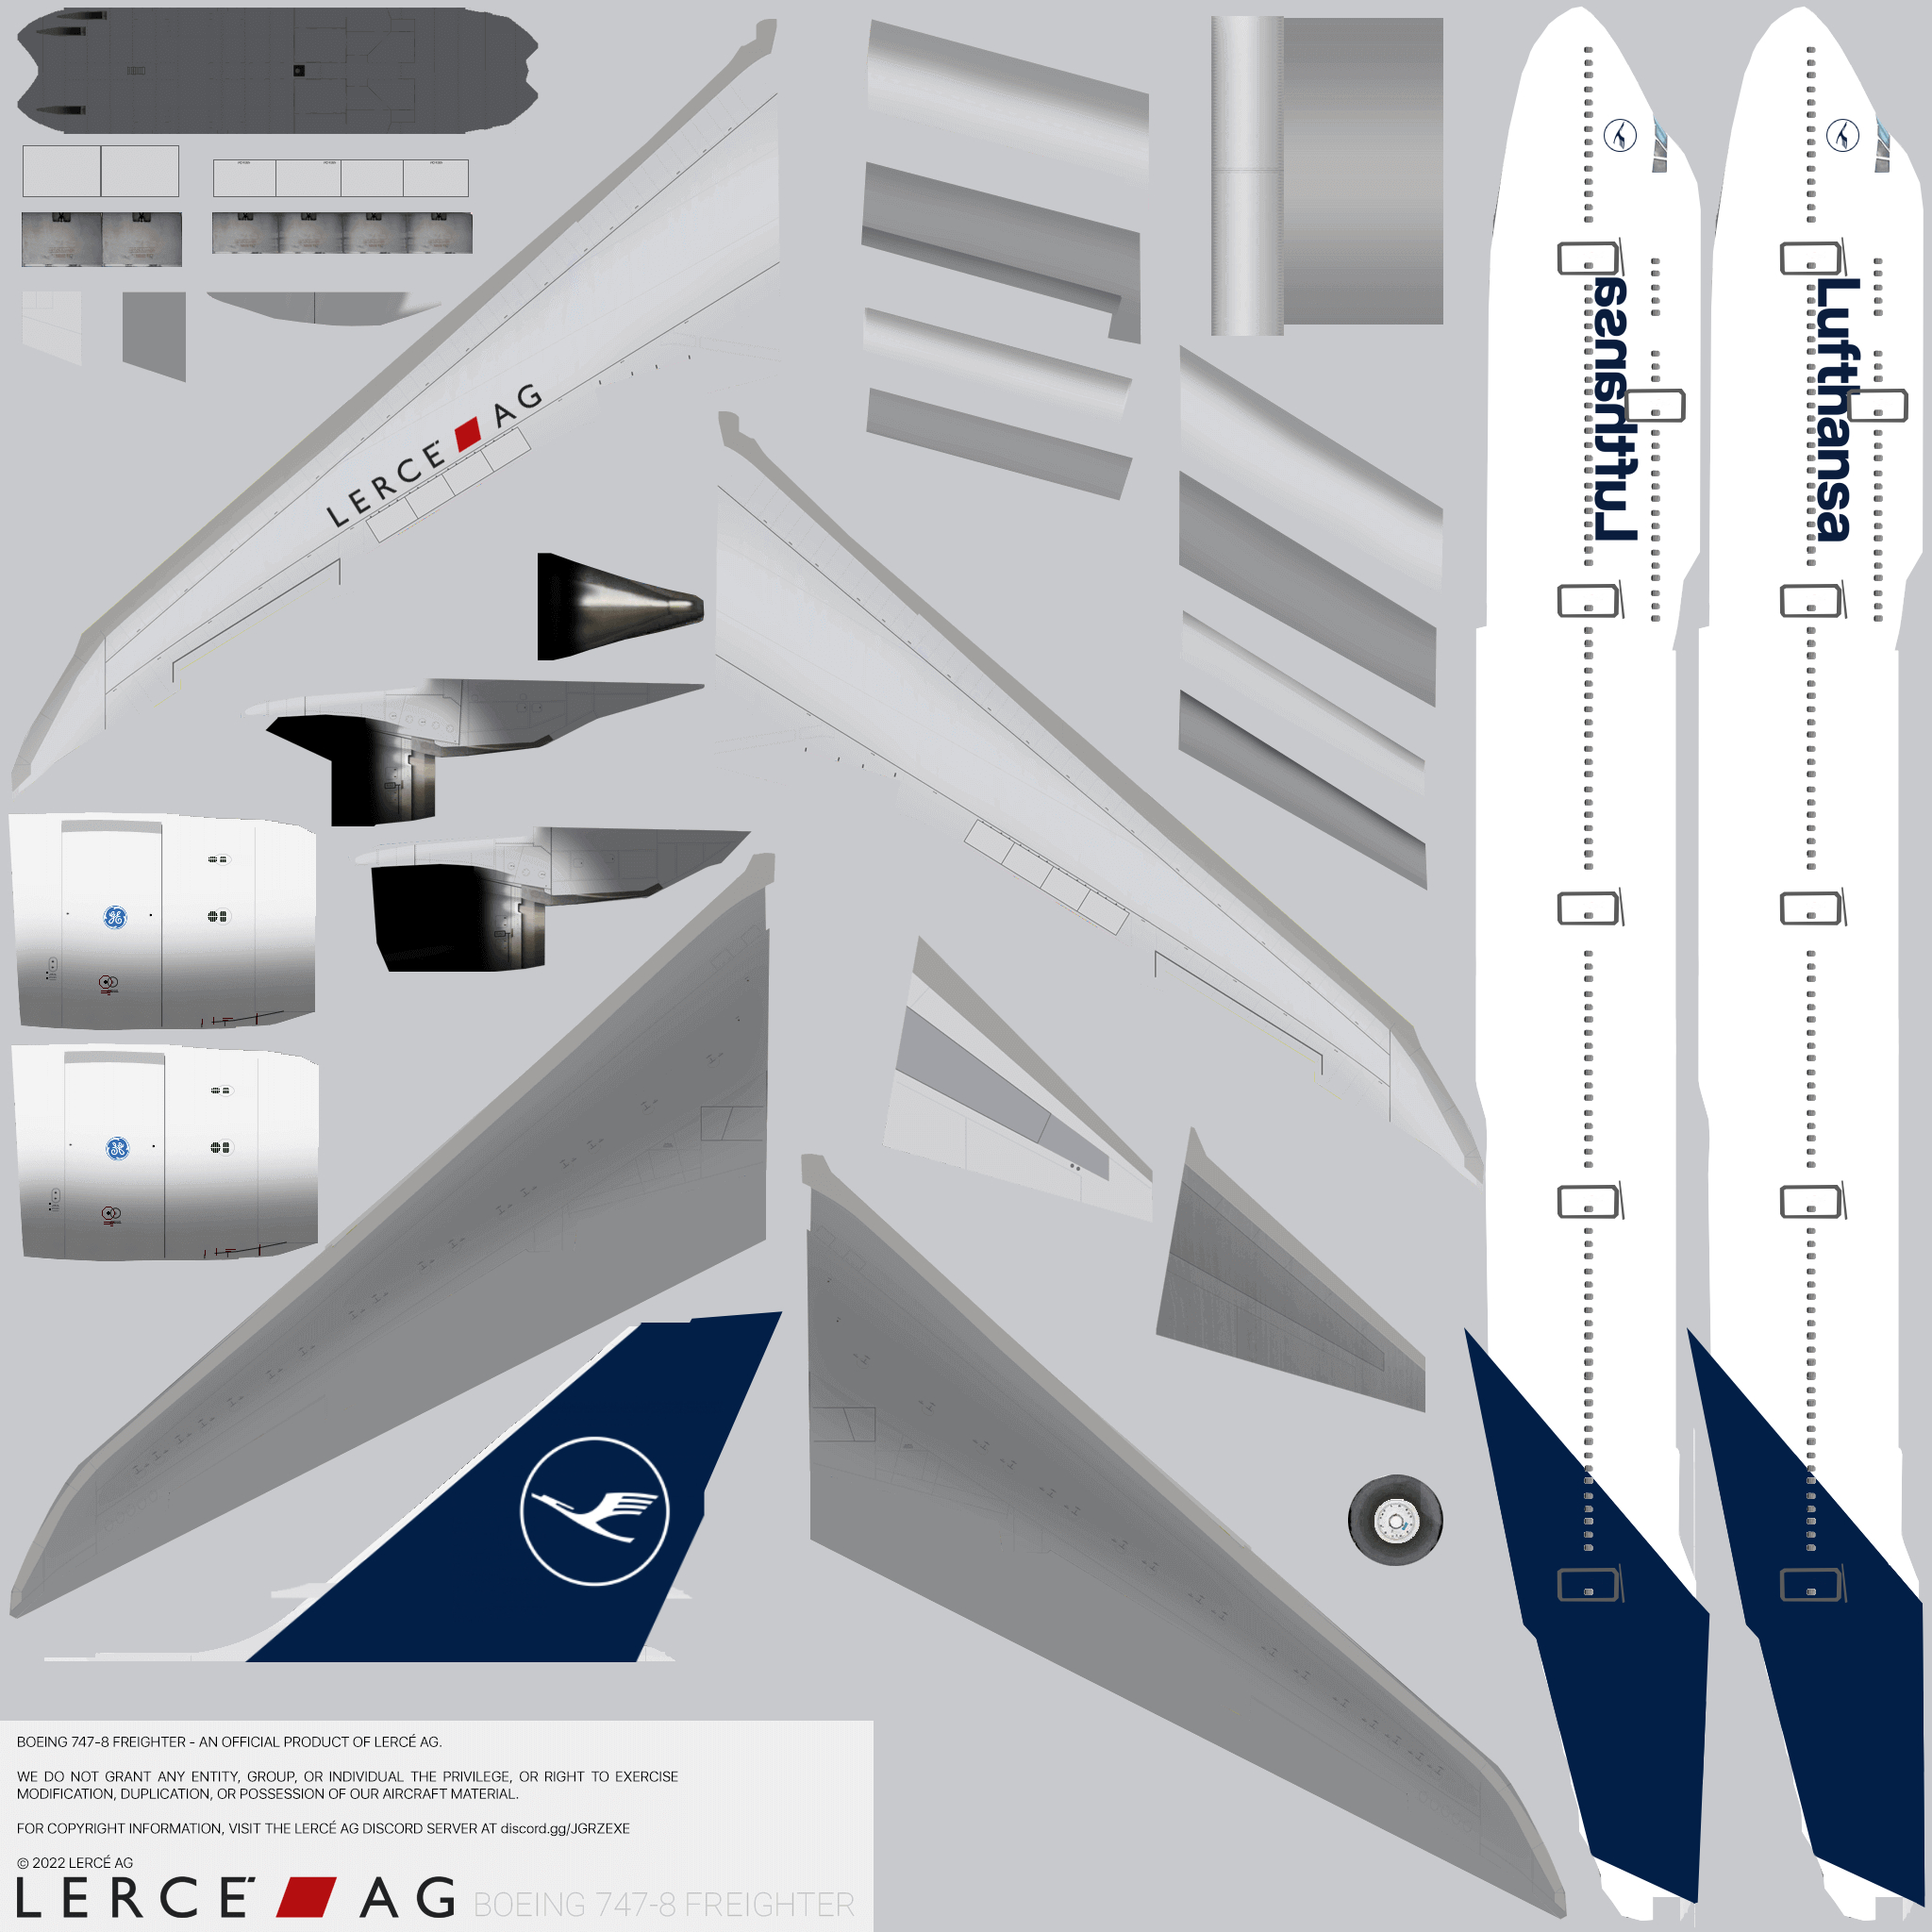 LERCÉ AG
Lufthansa
Lufthansa
BOEING 747-8 FREIGHTER - AN OFFICIAL PRODUCT OF LERCÉ AG.
WE DO NOT GRANT ANY ENTITY, GROUP, OR INDIVIDUAL THE PRIVILEGE, OR RIGHT TO EXERCISE
MODIFICATION, DUPLICATION, OR POSSESSION OF OUR AIRCRAFT MATERIAL.
FOR COPYRIGHT INFORMATION, VISIT THE LERCÉ AG DISCORD SERVER AT discord.gg/JGRZEXE
© 2022 LERCÉ AG
LERCÉ AG BOEING 747-8 FREIGHTER